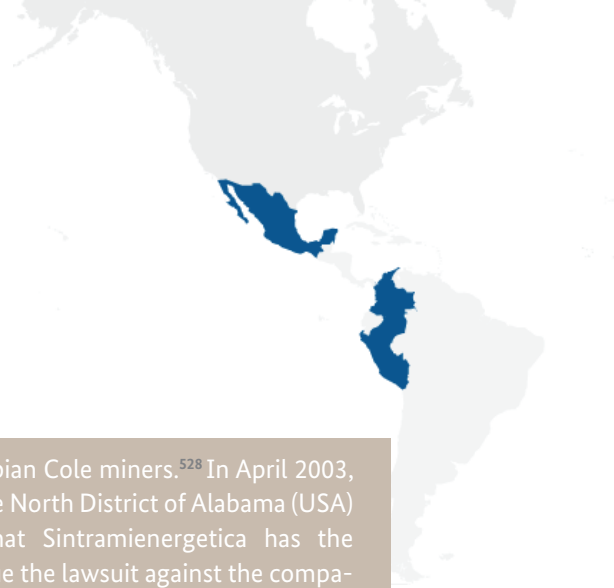 bian Cole miners.528 In April 2003,
e North District of Alabama (USA)
hat Sintramienergetica has the
e the lawsuit against the compa-